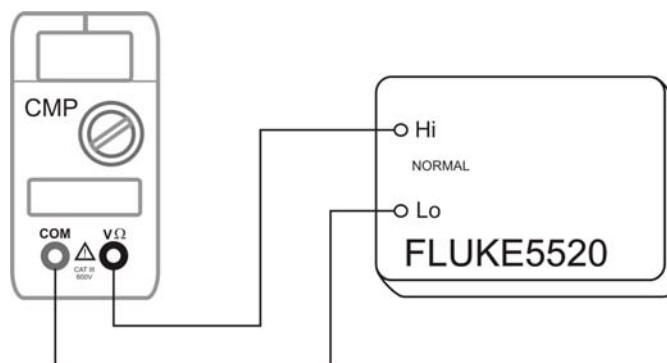 CMP
COM
VΩ
CAT III
600V
Hi
NORMAL
Lo
FLUKE5520